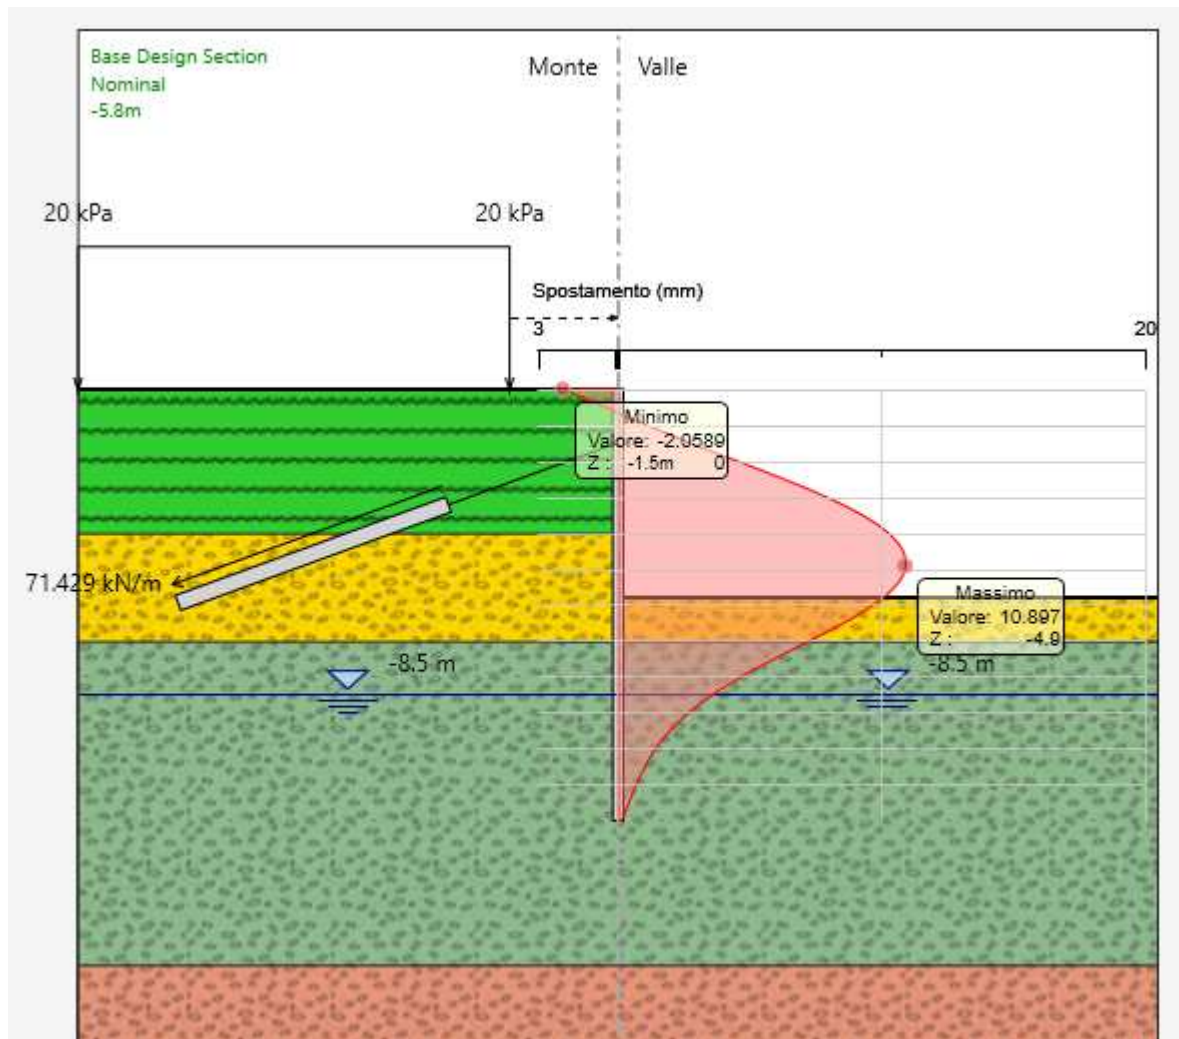 Base Design Section
Nominal
-5.8m
Monte
Valle
20 kPa
20 kPa
Spostamento (mm)
3
20
Minimo
Valore: -2.0589
Z : -1.5m 0
71.429 kN/m
Massimo
Valore: 10.897
Z : -4.9
-8.5 m
-8.5 m